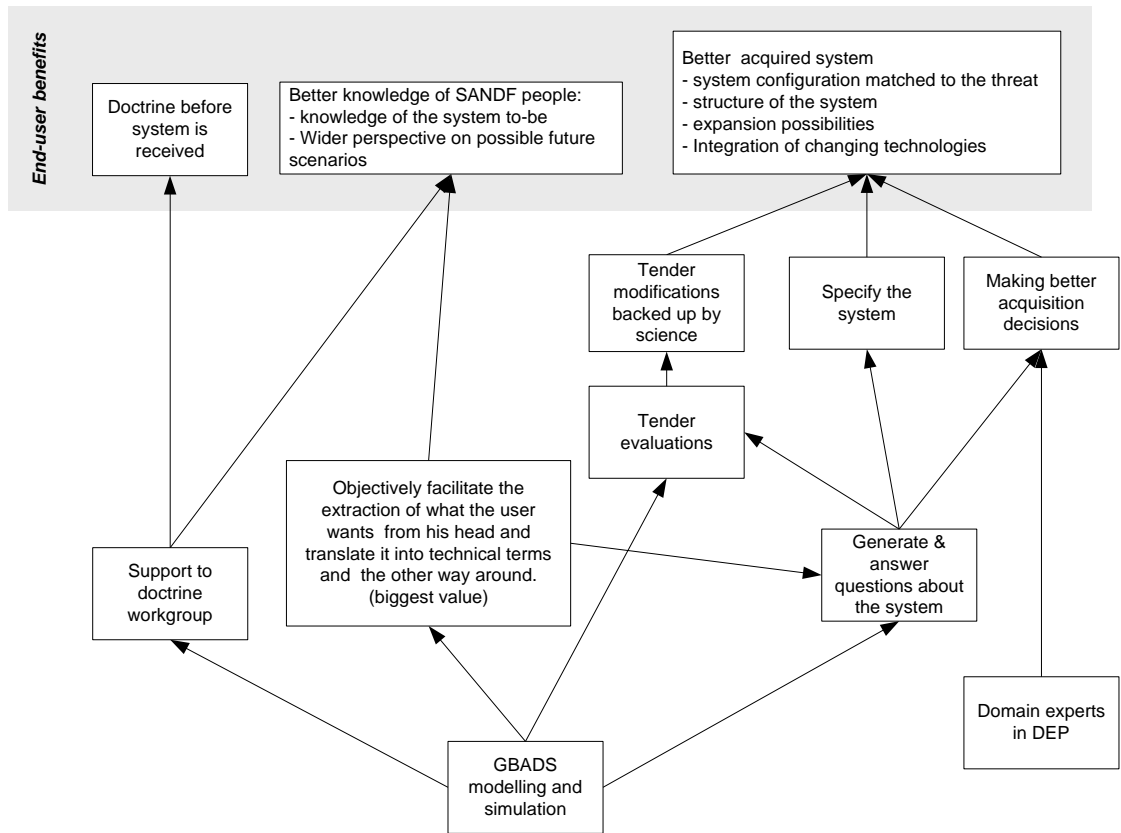 End-user benefits
Doctrine before
system is
received
Better knowledge of SANDF people:
- knowledge of the system to-be
- Wider perspective on possible future
scenarios
Better acquired system
- system configuration matched to the threat
- structure of the system
- expansion possibilities
- Integration of changing technologies
Tender
modifications
backed up by
science
Specify the
system
Making better
acquisition
decisions
Tender
evaluations
Objectively facilitate the
extraction of what the user
wants from his head and
translate it into technical terms
and the other way around.
(biggest value)
Support to
doctrine
workgroup
Generate &
answer
questions about
the system
Domain experts
in DEP
GBADS
modelling and
simulation